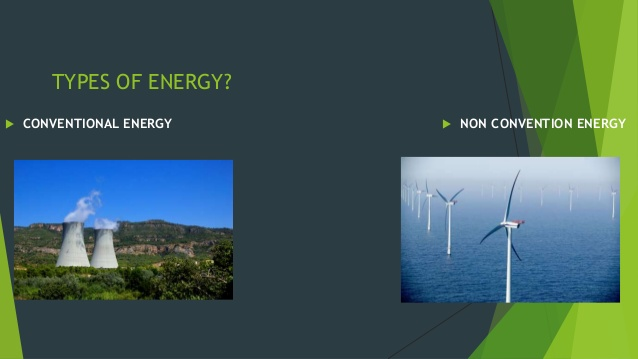 TYPES OF ENERGY?
CONVENTIONAL ENERGY
NON CONVENTION ENERGY